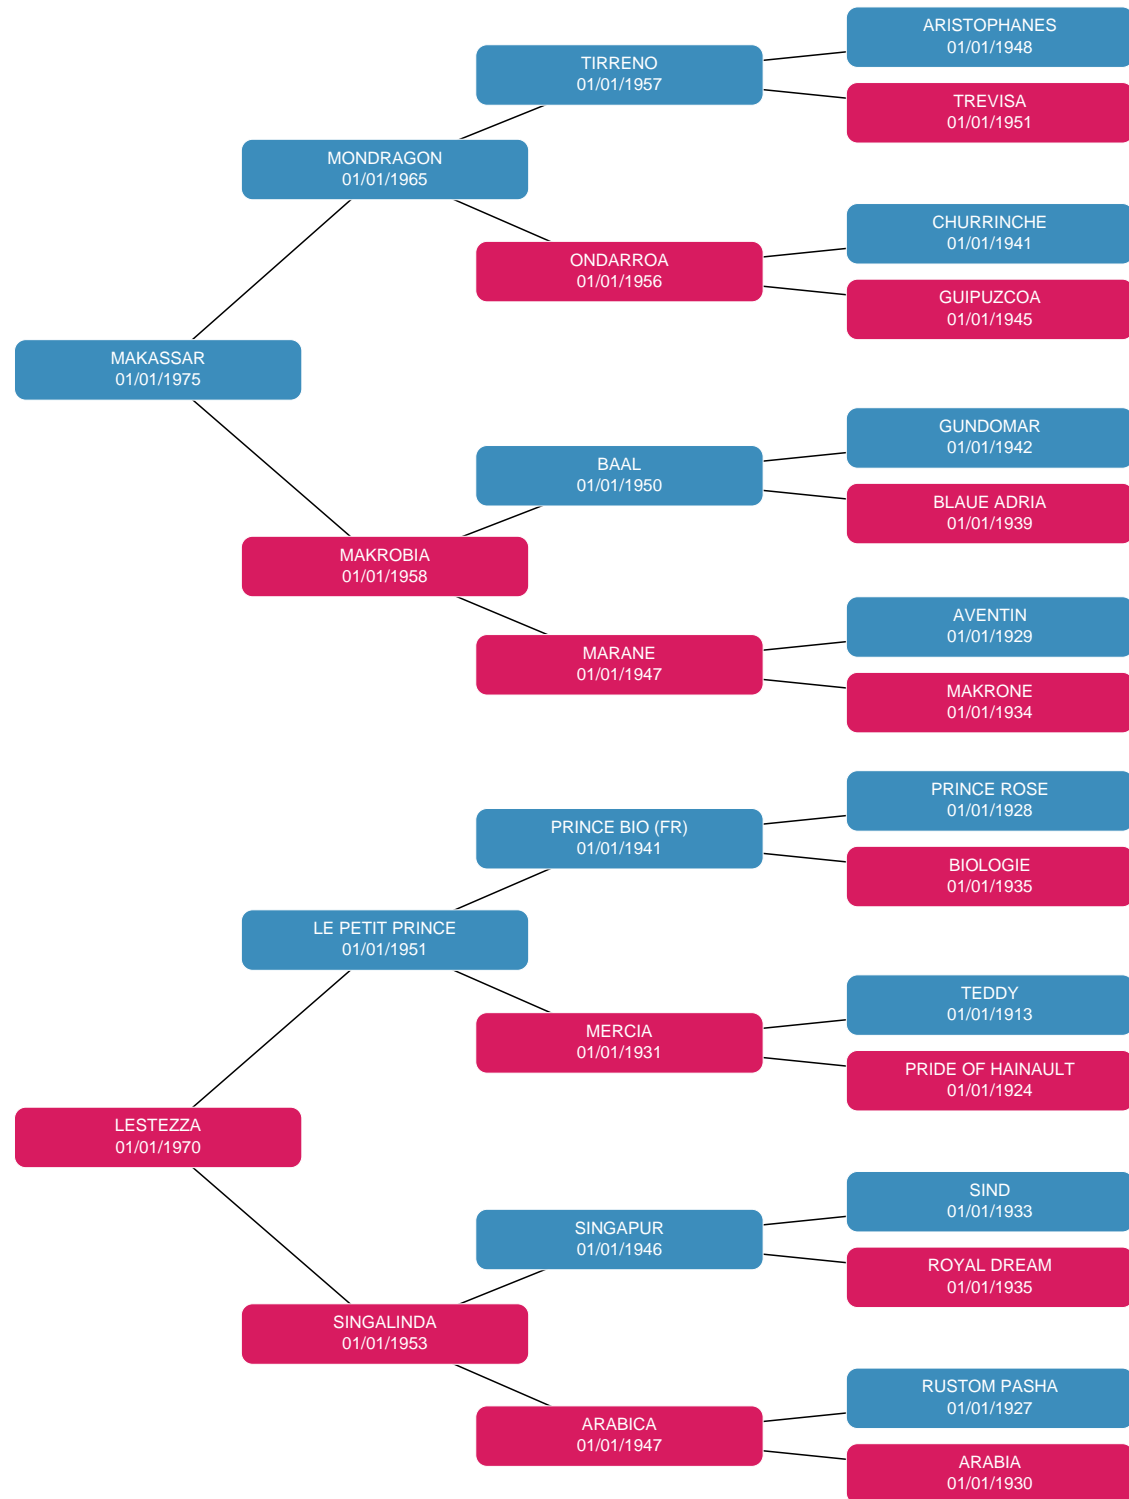 ARISTOPHANES
01/01/1948
TIRRENO
01/01/1957
TREVISA
01/01/1951
MONDRAGON
01/01/1965
CHURRINCHE
01/01/1941
ONDARROA
01/01/1956
GUIPUZCOA
01/01/1945
MAKASSAR
01/01/1975
GUNDOMAR
01/01/1942
BAAL
01/01/1950
BLAUE ADRIA
01/01/1939
MAKROBIA
01/01/1958
AVENTIN
01/01/1929
MARANE
01/01/1947
MAKRONE
01/01/1934
PRINCE ROSE
01/01/1928
PRINCE BIO (FR)
01/01/1941
BIOLOGIE
01/01/1935
LE PETIT PRINCE
01/01/1951
TEDDY
01/01/1913
MERCIA
01/01/1931
PRIDE OF HAINAULT
01/01/1924
LESTEZZA
01/01/1970
SIND
01/01/1933
SINGAPUR
01/01/1946
ROYAL DREAM
01/01/1935
SINGALINDA
01/01/1953
RUSTOM PASHA
01/01/1927
ARABICA
01/01/1947
ARABIA
01/01/1930